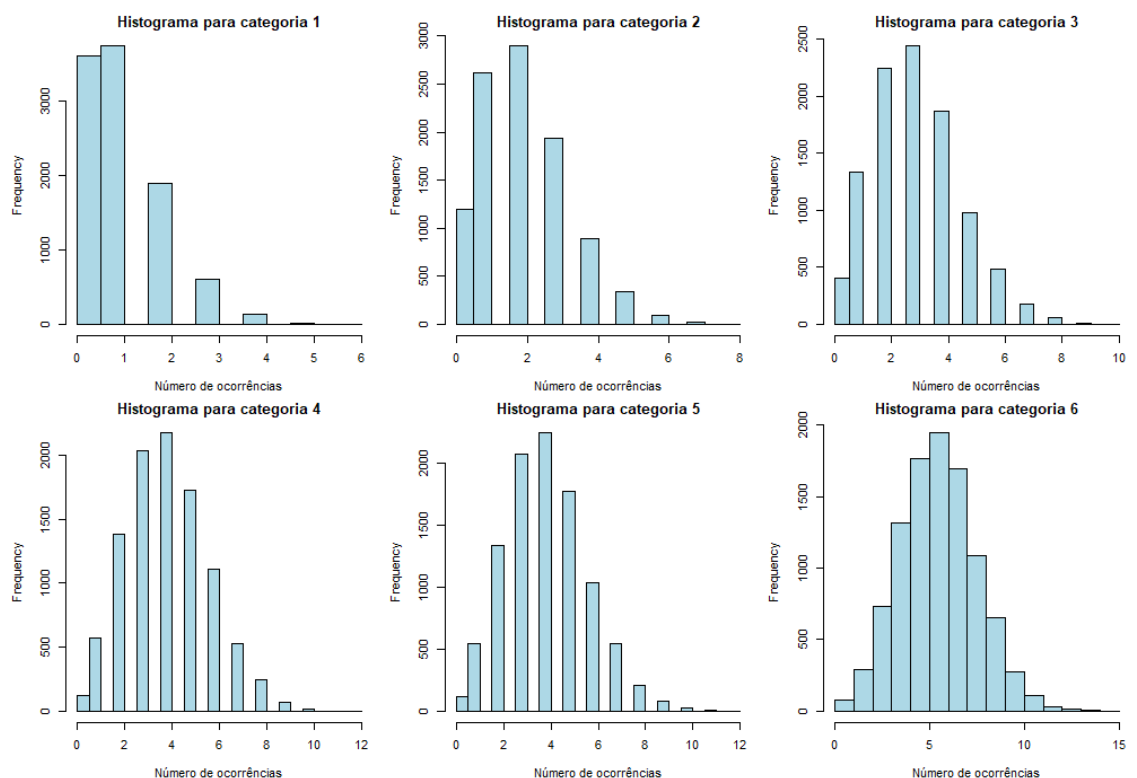 Histograma para categoria 1
Frequency
0 1000 2000 3000
0 1 2 3 4 5 6
Número de ocorrências
Histograma para categoria 2
Frequency
0 500 1000 1500 2000 2500 3000
0 2 4 6 8
Número de ocorrências
Histograma para categoria 3
Frequency
0 500 1000 1500 2000 2500
0 2 4 6 8 10
Número de ocorrências
Histograma para categoria 4
Frequency
0 500 1000 1500 2000
0 2 4 6 8 10 12
Número de ocorrências
Histograma para categoria 5
Frequency
0 500 1000 1500 2000
0 2 4 6 8 10 12
Número de ocorrências
Histograma para categoria 6
Frequency
0 500 1000 1500 2000
0 5 10 15
Número de ocorrências